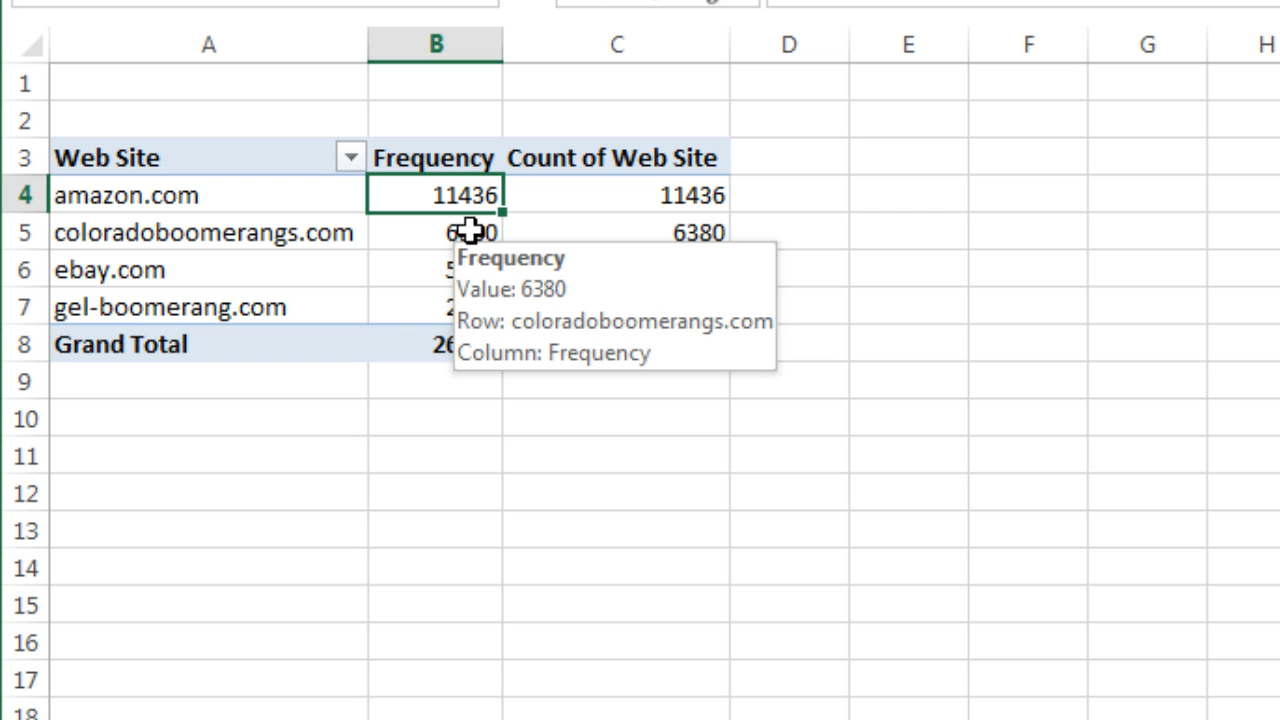 A B C D E F G H
1
2
3 Web Site Frequency Count of Web Site
4 amazon.com 11436 11436
5 coloradoboomerangs.com 6380
6 ebay.com
7 gel-boomerang.com
8 Grand Total
Frequency
Value: 6380
Row: coloradoboomerangs.com
Column: Frequency
9
10
11
12
13
14
15
16
17
18